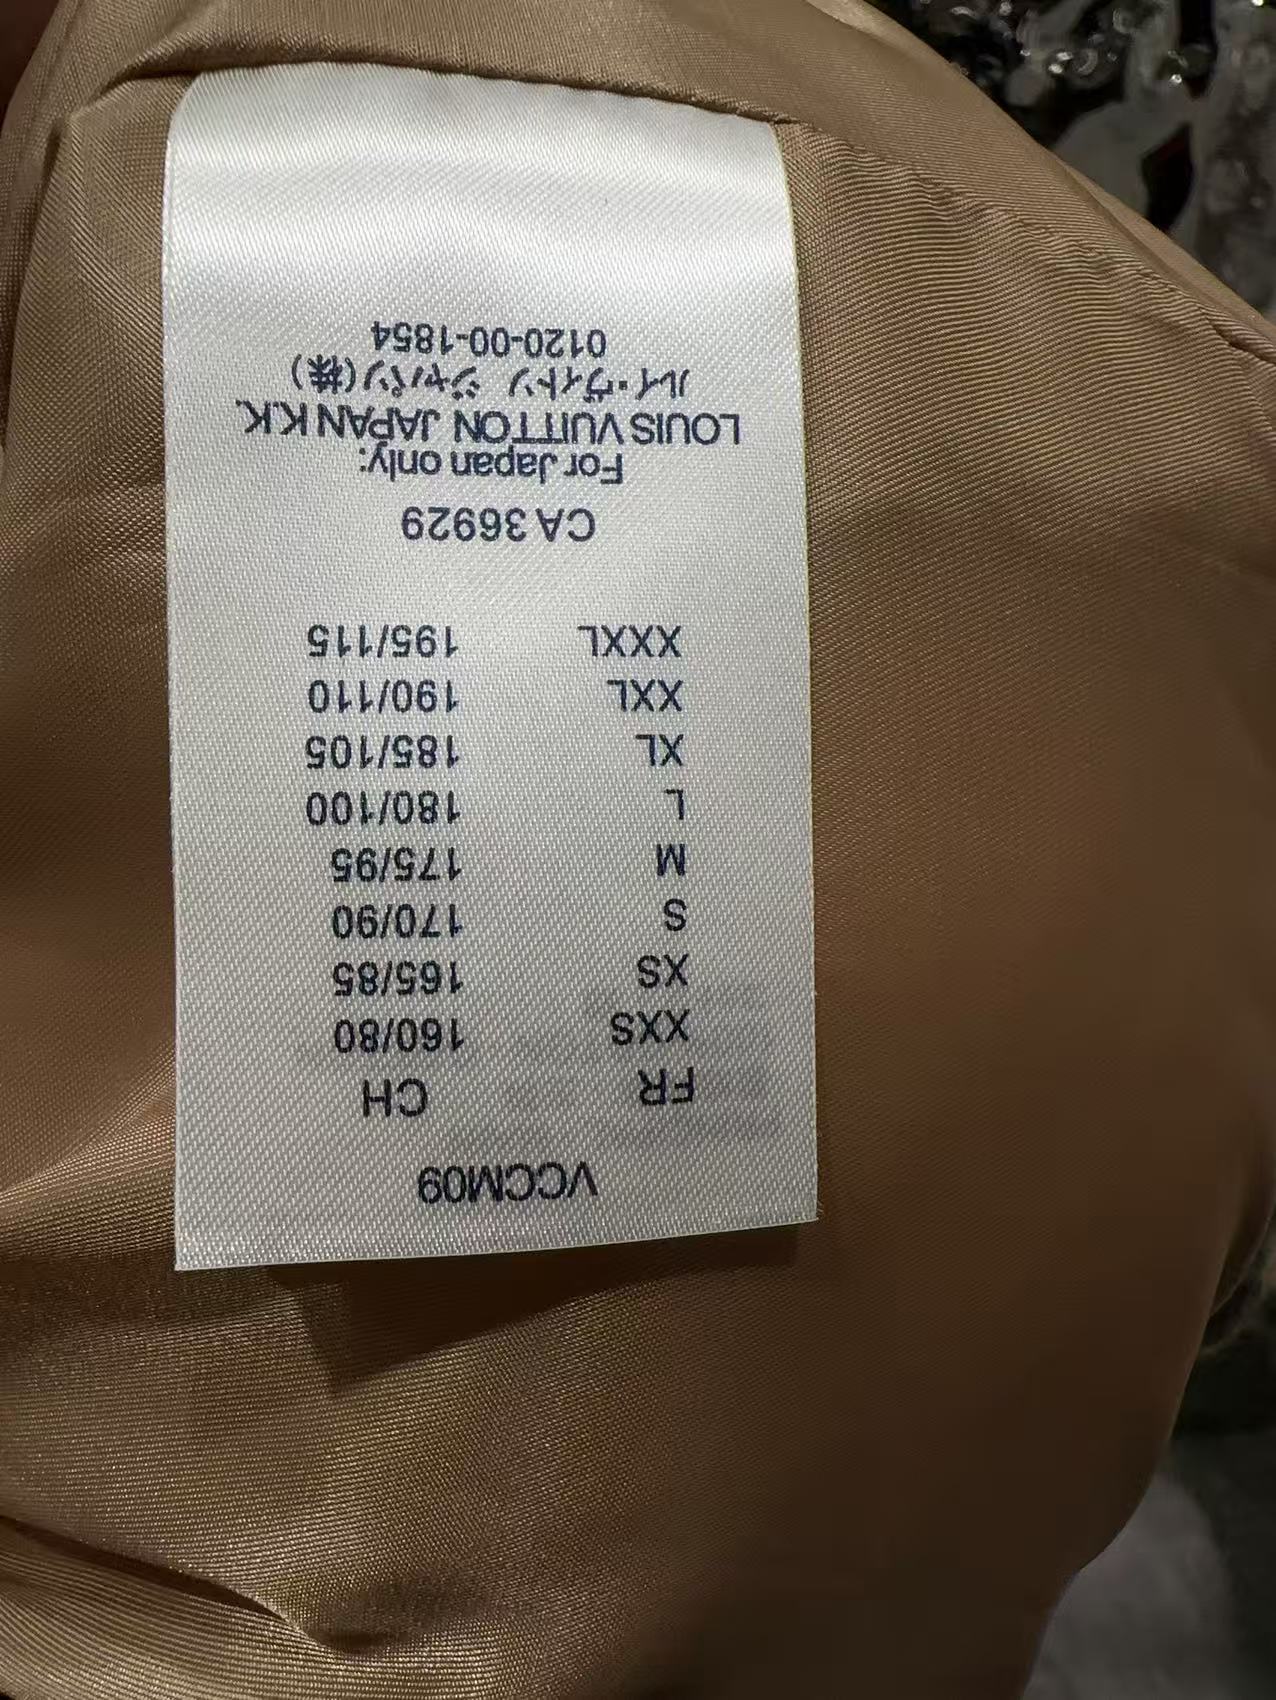 VCCM09
FR CH
XXS 160/80
XS 165/85
S 170/90
M 175/95
L 180/100
XL 185/105
XXL 190/110
XXXL 195/115
CA 36929
For Japan only:
LOUIS VUITTON JAPAN K.K.
ルイ・ヴィトン ジャパン(株)
0120-00-1854